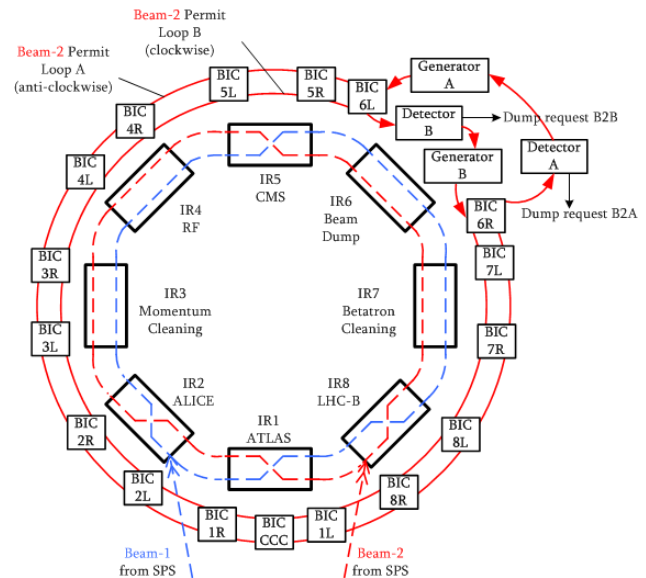 Beam-2 Permit
Loop A
(anti-clockwise)
Beam-2 Permit
Loop B
(clockwise)
BIC
5L
BIC
5R
BIC
6L
Generator
A
Detector
B
Dump request B2B
Generator
B
Detector
A
Dump request B2A
BIC
6R
BIC
4R
BIC
4L
BIC
3R
BIC
3L
BIC
2R
BIC
2L
BIC
1R
BIC
CCC
BIC
1L
BIC
8R
BIC
8L
BIC
7R
BIC
7L
IR5
CMS
IR4
RF
IR6
Beam
Dump
IR3
Momentum
Cleaning
IR7
Betatron
Cleaning
IR2
ALICE
IR1
ATLAS
IR8
LHC-B
Beam-1
from SPS
Beam-2
from SPS